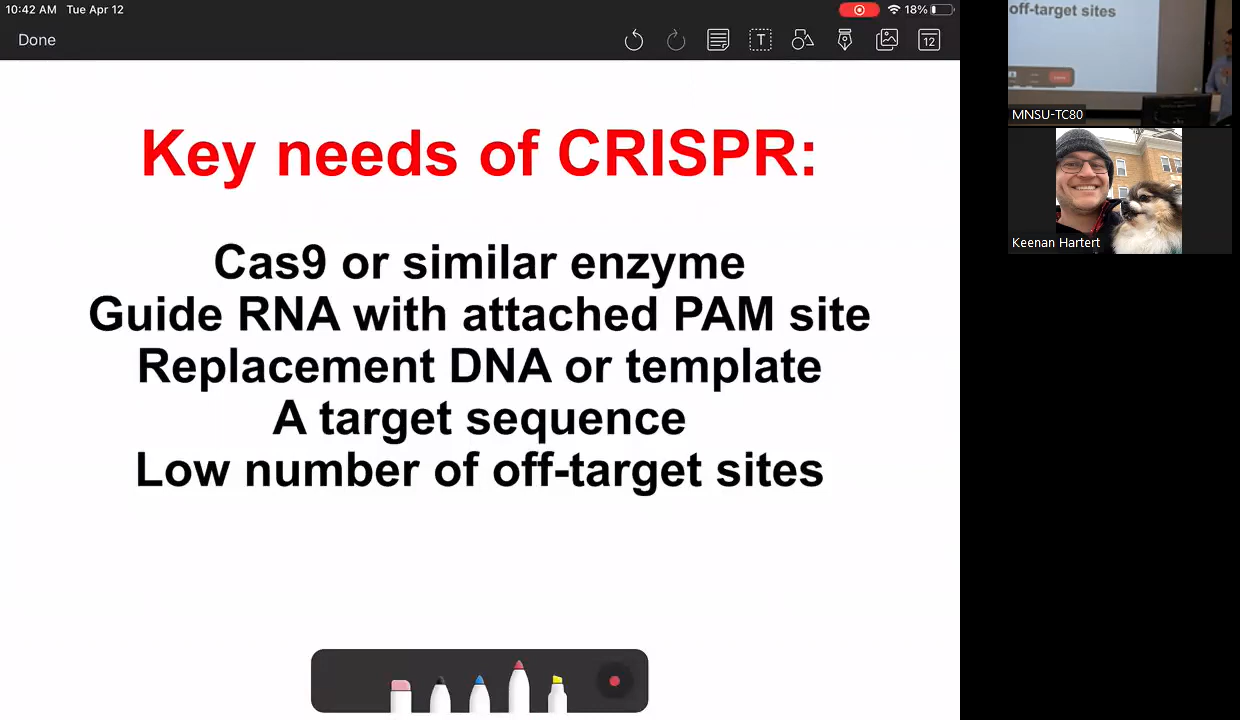 10:42 AM Tue Apr 12
18%
Done
T
12
Key needs of CRISPR:
Cas9 or similar enzyme
Guide RNA with attached PAM site
Replacement DNA or template
A target sequence
Low number of off-target sites
off-target sites
MNSU-TC80
Keenan Hartert